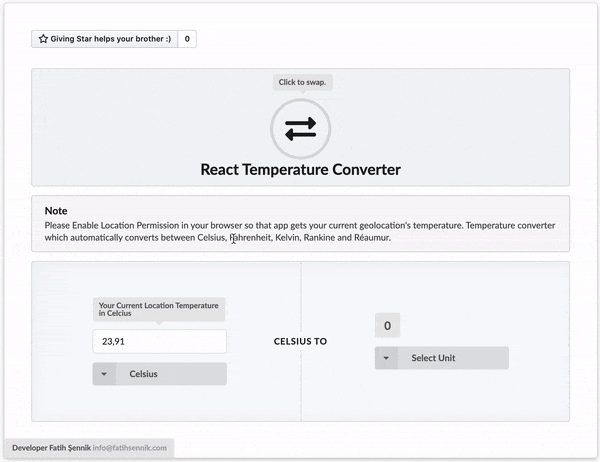 Giving Star helps your brother :) 0
Click to swap.
React Temperature Converter
Note
Please Enable Location Permission in your browser so that app gets your current geolocation's temperature. Temperature converter
which automatically converts between Celsius, Fahrenheit, Kelvin, Rankine and Réaumur.
Your Current Location Temperature
in Celcius
23,91
Celsius
CELSIUS TO
0
Select Unit
Developer Fatih Şennik info@fatihsennik.com